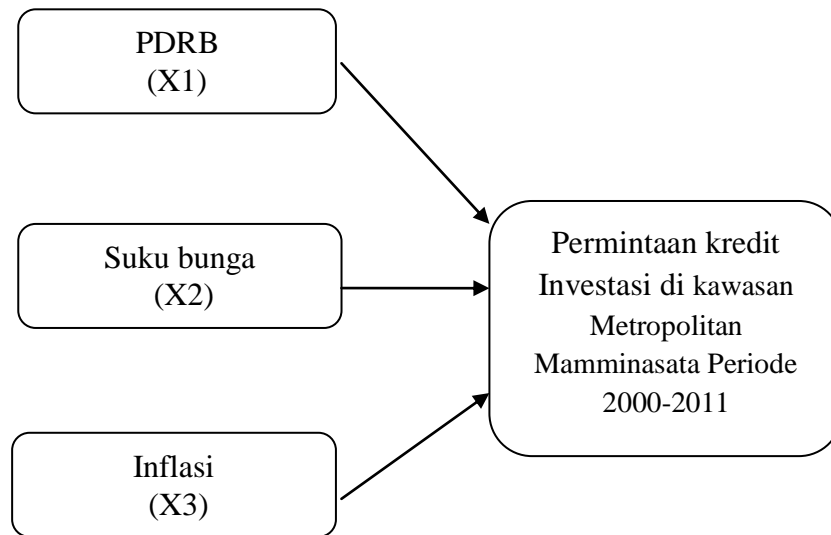 PDRB
(X1)
Suku bunga
(X2)
Inflasi
(X3)
Permintaan kredit
Investasi di kawasan
Metropolitan
Mamminasata Periode
2000-2011